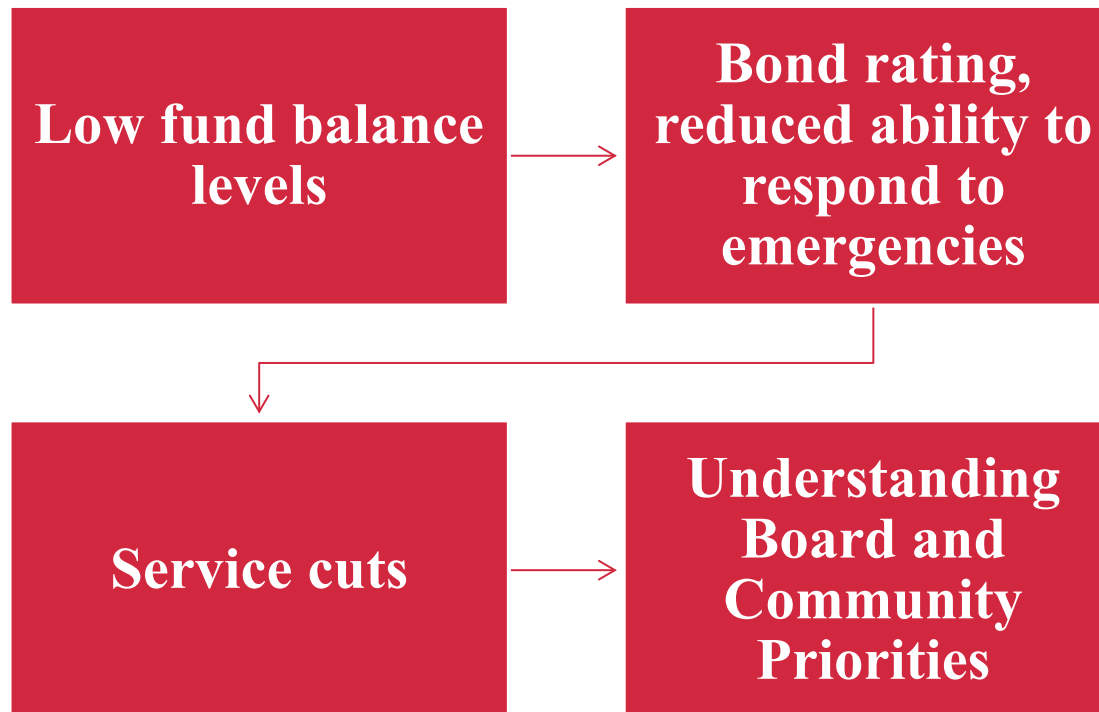 Low fund balance
levels
Bond rating,
reduced ability to
respond to
emergencies
Service cuts
Understanding
Board and
Community
Priorities